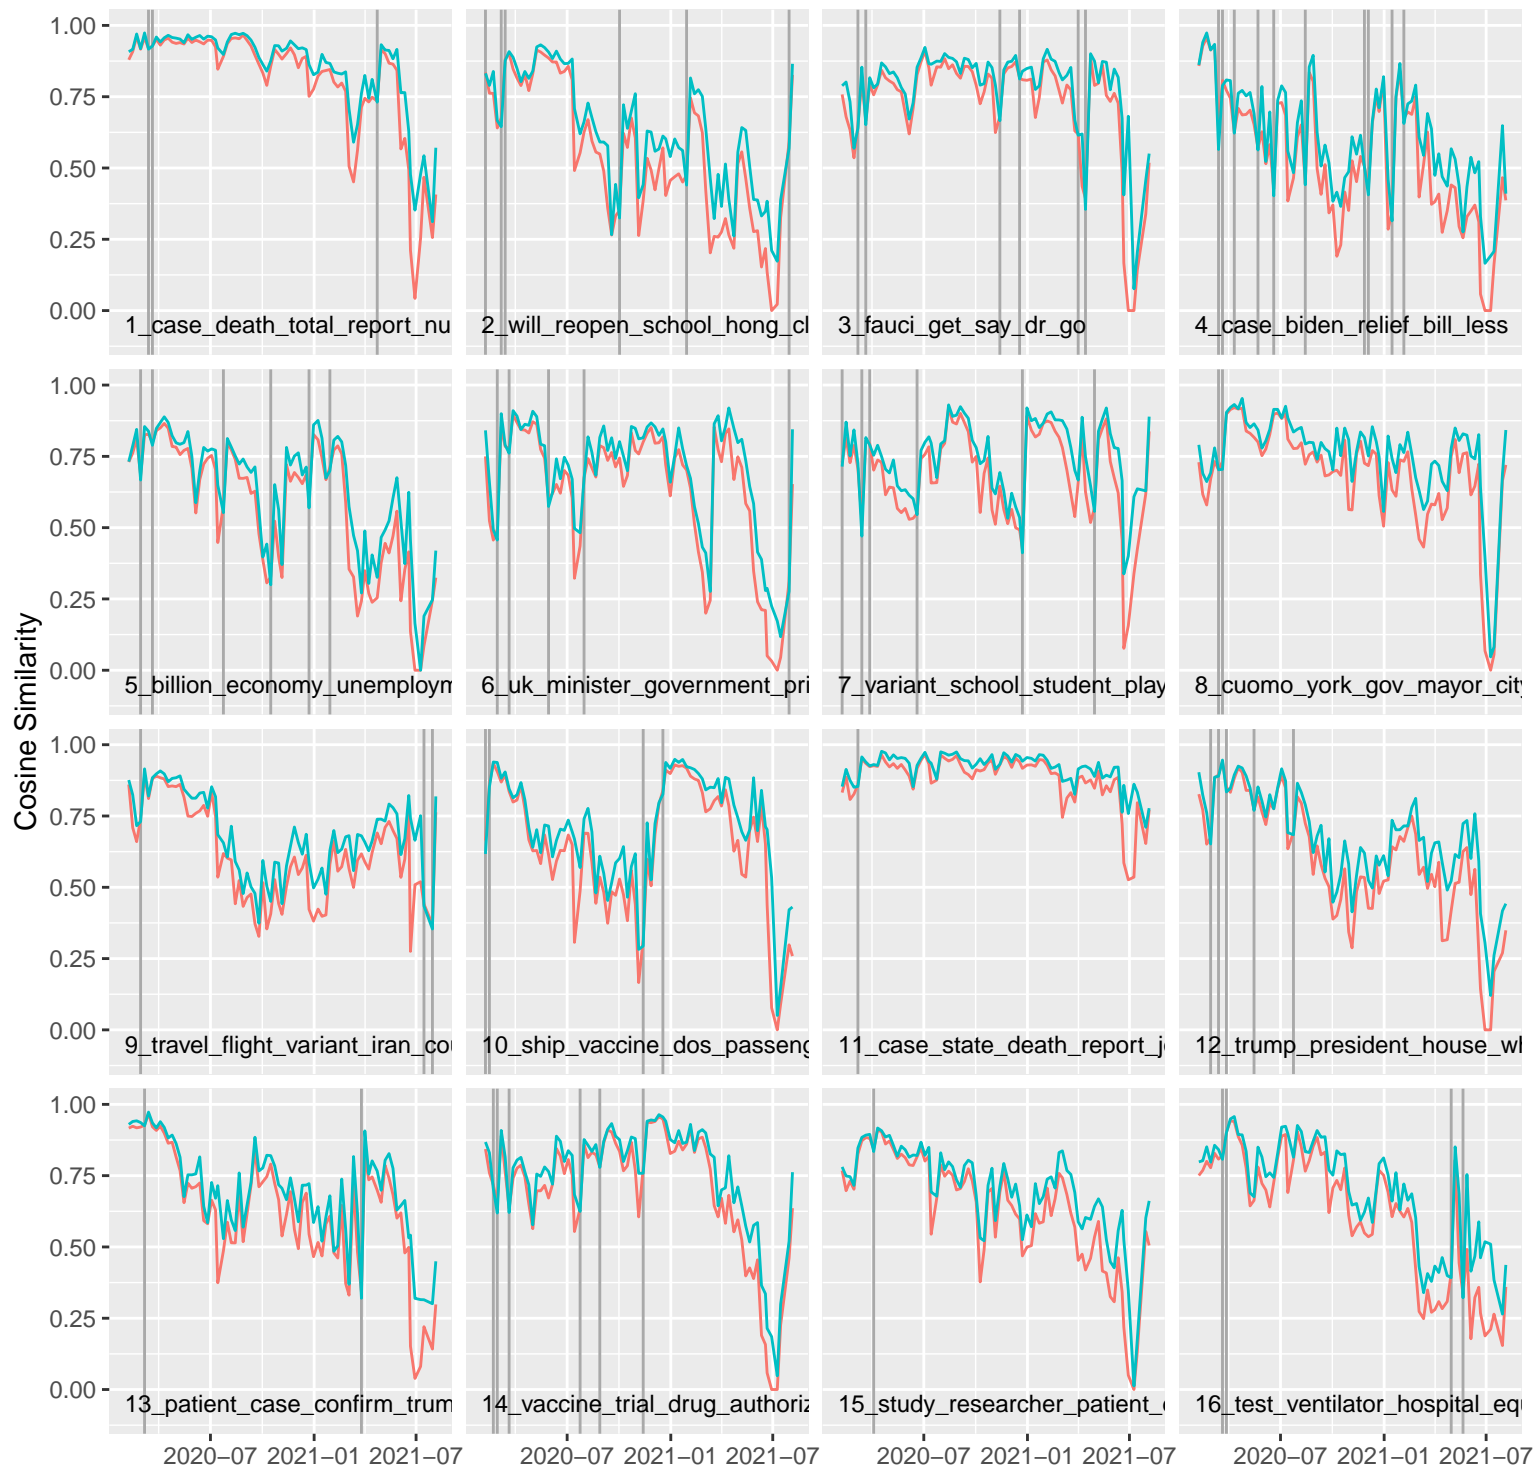 Cosine Similarity
1.00
0.75
0.50
0.25
0.00
1_case_death_total_report_nu
2_will_reopen_school_hong_cl
3_fauci_get_say_dr_go
4_case_biden_relief_bill_less
1.00
0.75
0.50
0.25
0.00
5_billion_economy_unemploym
6_uk_minister_government_pri
7_variant_school_student_play
8_cuomo_york_gov_mayor_city
1.00
0.75
0.50
0.25
0.00
9_travel_flight_variant_iran_cou
10_ship_vaccine_dos_passeng
11_case_state_death_report_j
12_trump_president_house_wh
1.00
0.75
0.50
0.25
0.00
13_patient_case_confirm_trum
14_vaccine_trial_drug_authoriz
15_study_researcher_patient_
16_test_ventilator_hospital_equ
2020−07 2021−01 2021−07
2020−07 2021−01 2021−07
2020−07 2021−01 2021−07
2020−07 2021−01 2021−07